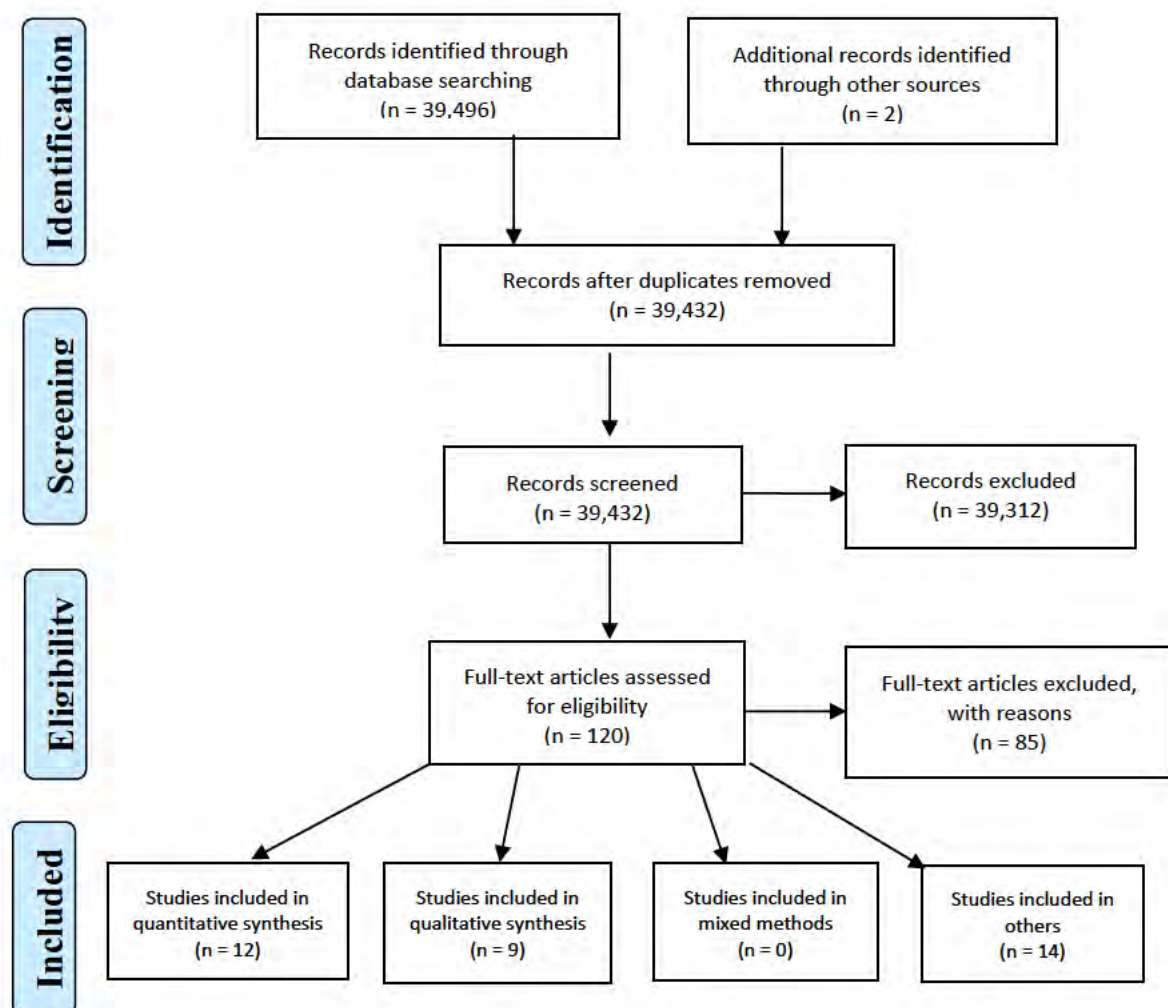 Identification
Records identified through
database searching
(n = 39,496)
Additional records identified
through other sources
(n = 2)
Records after duplicates removed
(n = 39,432)
Screening
Records screened
(n = 39,432)
Records excluded
(n = 39,312)
Eligibility
Full-text articles assessed
for eligibility
(n = 120)
Full-text articles excluded,
with reasons
(n = 85)
Included
Studies included in
quantitative synthesis
(n = 12)
Studies included in
qualitative synthesis
(n = 9)
Studies included in
mixed methods
(n = 0)
Studies included in
others
(n = 14)